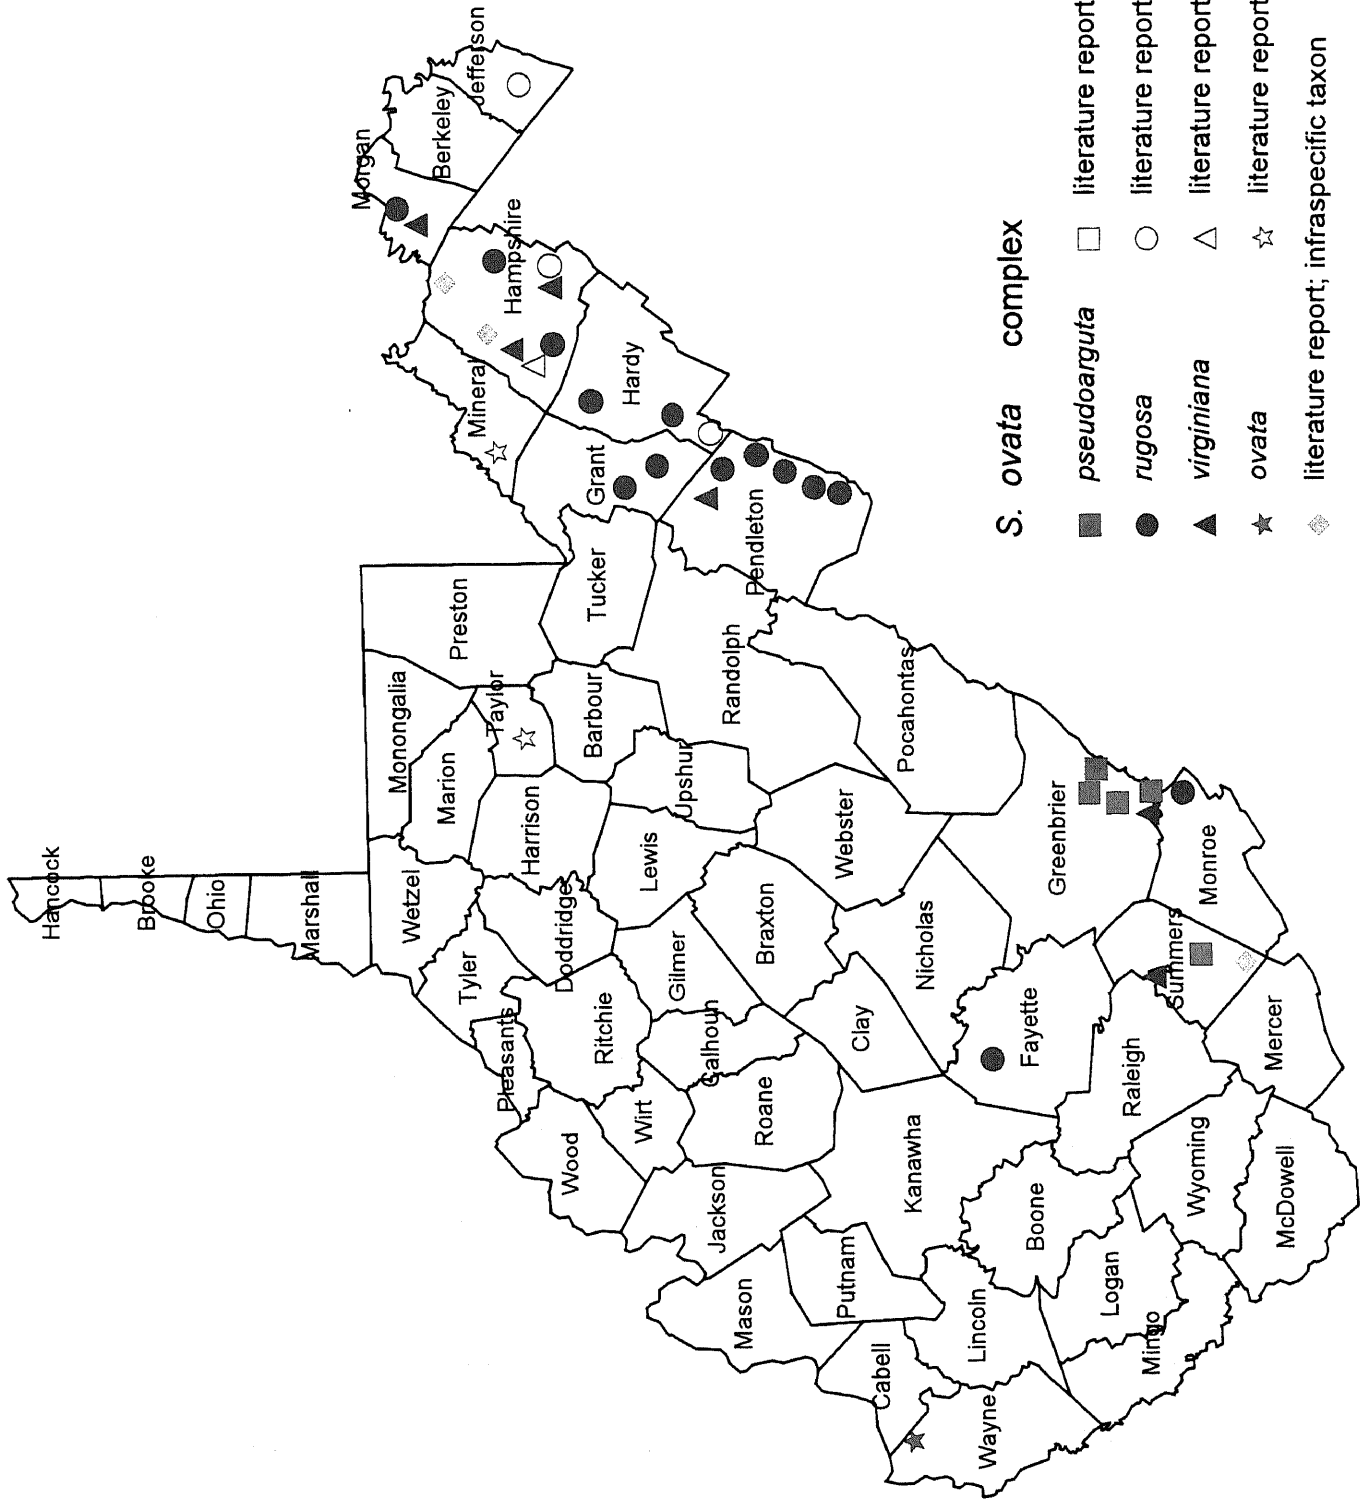 Hancock
Brooke
Ohio
Marshall
Wetzel
Monongalia
Marion
Preston
Taylor
Tyler
Pleasants
Doddridge
Harrison
Barbour
Tucker
Wood
Wirt
Ritchie
Gilmer
Lewis
Upshur
Randolph
Calhoun
Braxton
Webster
Pocahontas
Jackson
Roane
Clay
Nicholas
Greenbrier
Mason
Putnam
Kanawha
Fayette
Summers
Monroe
Cabell
Lincoln
Boone
Raleigh
Mercer
Wayne
Logan
Mingo
Wyoming
McDowell
Morgan
Berkeley
Jefferson
Hampshire
Mineral
Grant
Hardy
Pendleton
S. ovata complex
pseudoarguta literature report
rugosa literature report
virginiana literature report
ovata literature report
literature report; infraspecific taxon